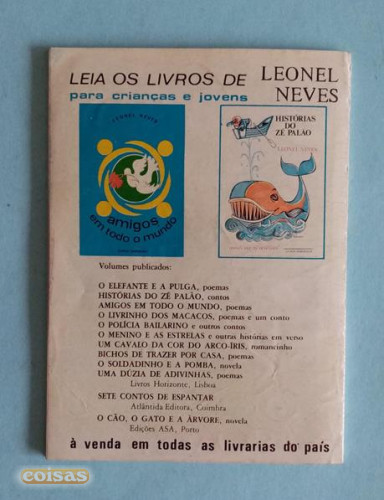 LEIA OS LIVROS DE LEONEL NEVES
para crianças e jovens
LEONEL NEVES
amigos
em todo o mundo
HISTÓRIAS
DO
ZÉ PALÃO
LEONEL NEVES
Volumes publicados:
O ELEFANTE E A PULGA, poemas
HISTÓRIAS DO ZÉ PALÃO, contos
AMIGOS EM TODO O MUNDO, poemas
O LIVRINHO DOS MACACOS, poemas e um conto
O POLÍCIA BAILARINO e outros contos
O MENINO E AS ESTRELAS e outras histórias em verso
UM CAVALO DA COR DO ARCO-ÍRIS, romancinho
BICHOS DE TRAZER POR CASA, poemas
O SOLDADINHO E A POMBA, novela
UMA DÚZIA DE ADIVINHAS, poemas
Livros Horizonte, Lisboa
SETE CONTOS DE ESPANTAR
Atlântida Editora, Coimbra
O CÃO, O GATO E A ÁRVORE, novela
Edições ASA, Porto
à venda em todas as livrarias do país
coisas